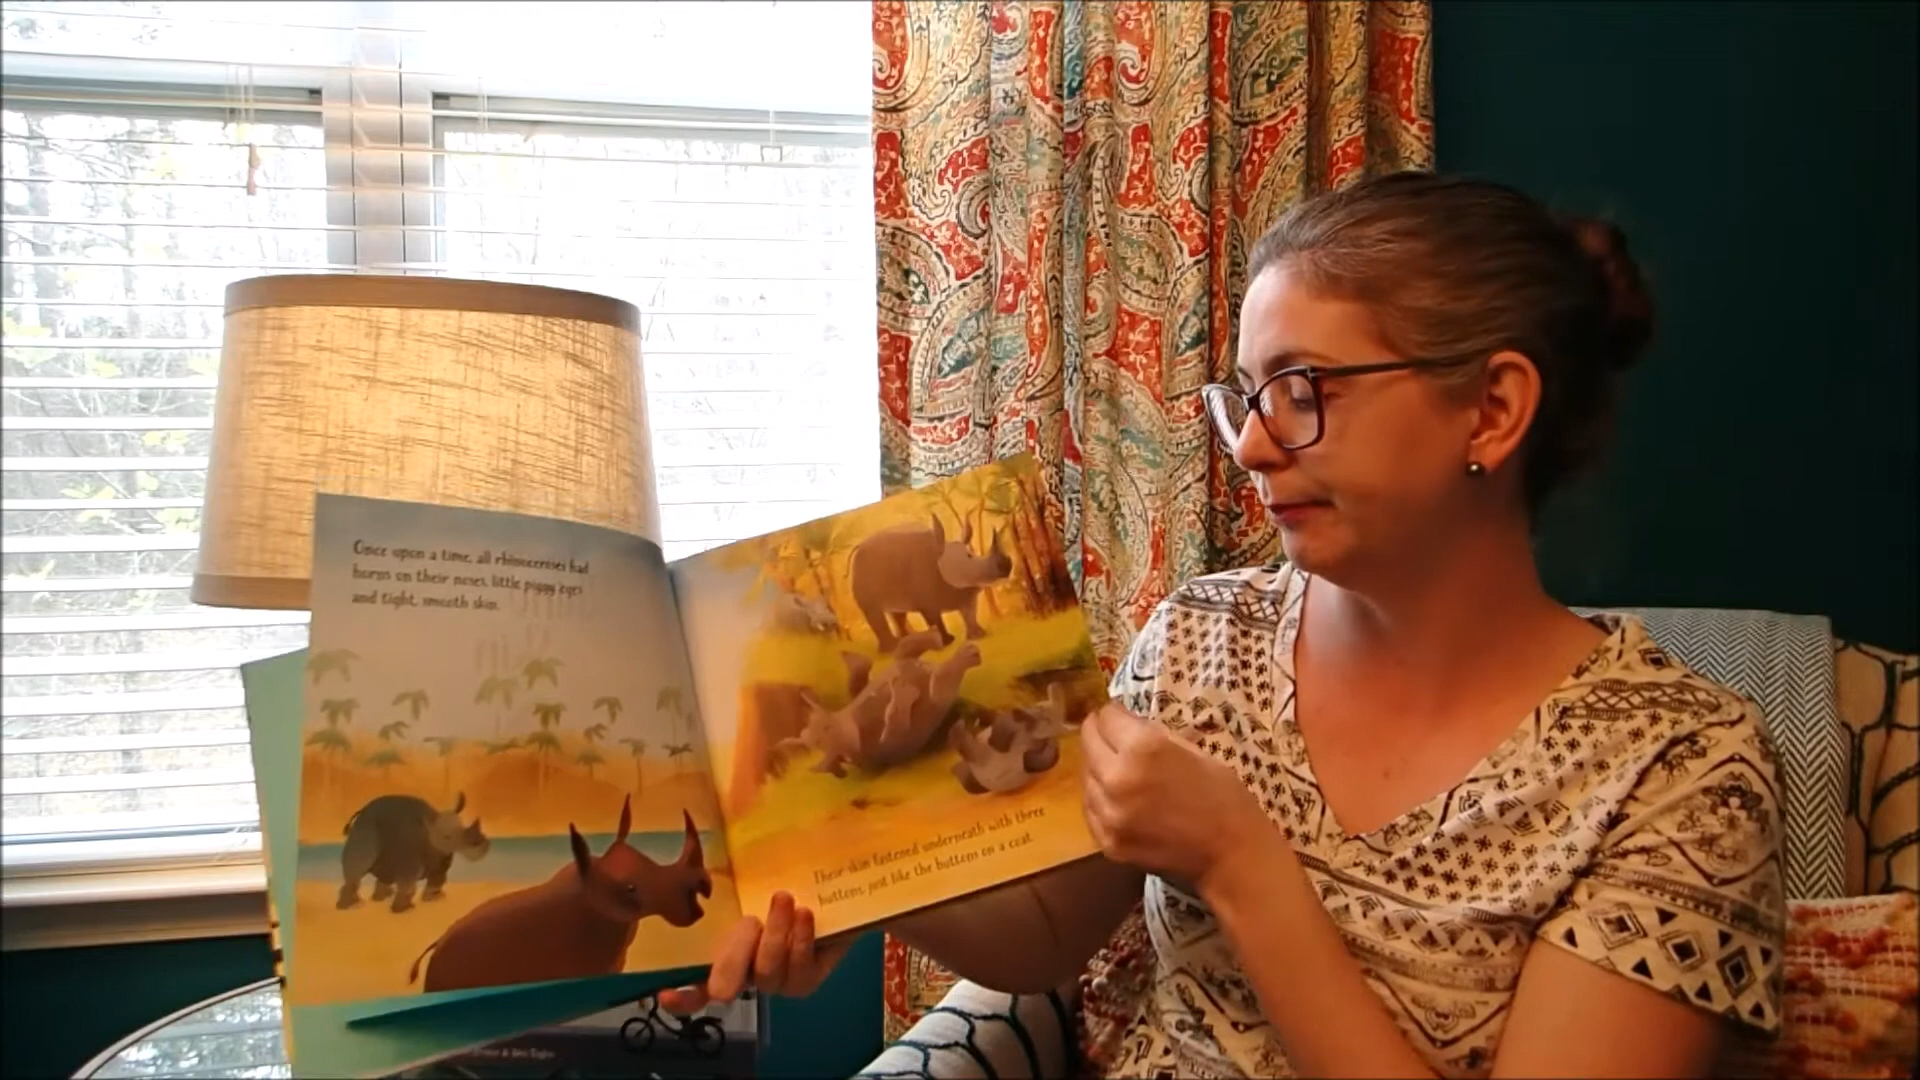 Once upon a time, all rhinoceroses had
horns on their noses, little piggy eyes
and tight, smooth skin.
Their skin fastened underneath with three
buttons, just like the buttons on a coat.